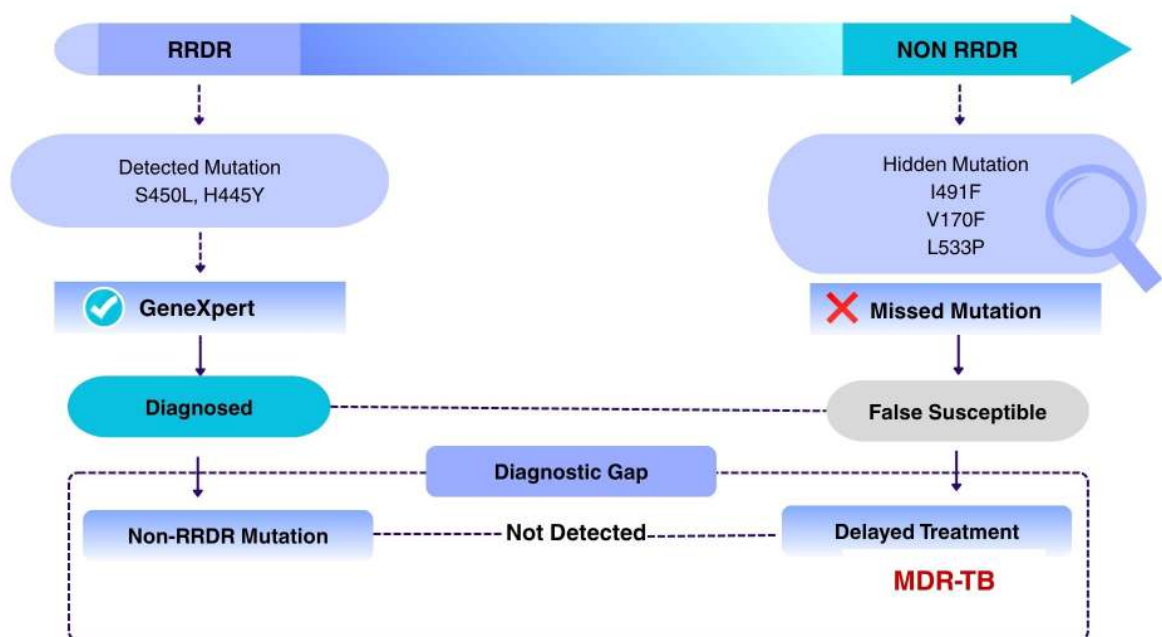 RRDR
NON RRDR
Detected Mutation
S450L, H445Y
Hidden Mutation
I491F
V170F
L533P
GeneXpert
Missed Mutation
Diagnosed
False Susceptible
Diagnostic Gap
Non-RRDR Mutation
Not Detected
Delayed Treatment
MDR-TB